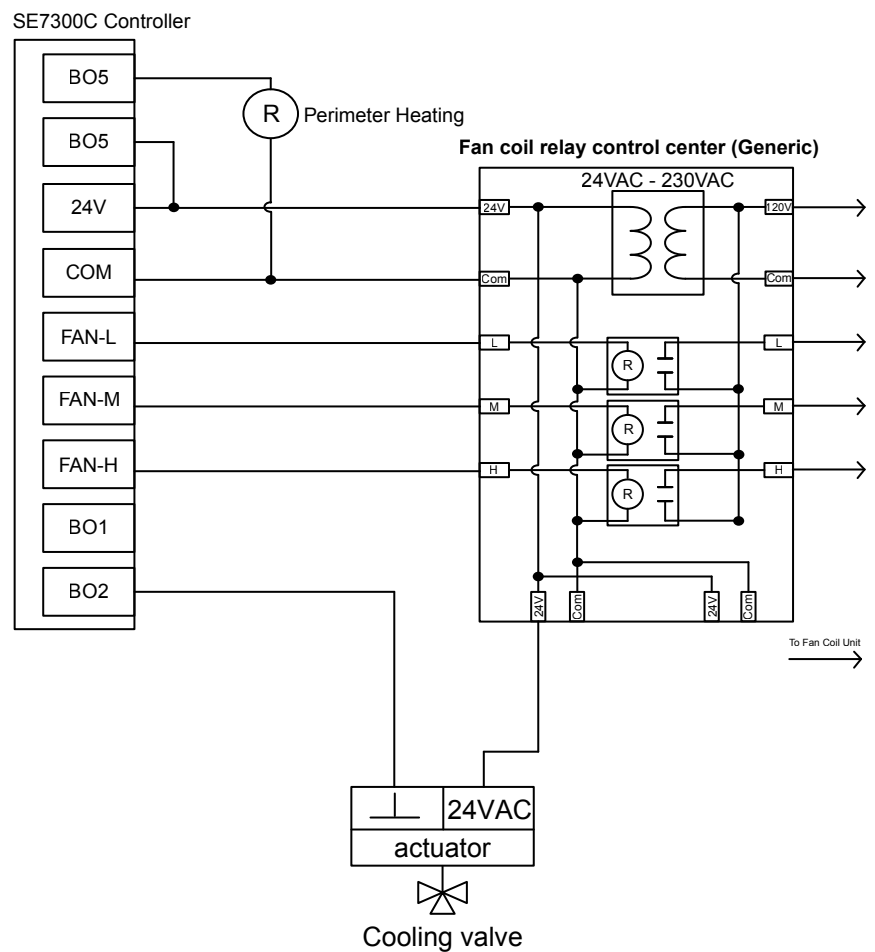 SE7300C Controller
BO5
R Perimeter Heating
BO5
Fan coil relay control center (Generic)
24VAC - 230VAC
24V
24V
120V
COM
Com
Com
FAN-L
L
R
L
FAN-M
M
R
M
FAN-H
H
R
H
BO1
BO2
24V
Com
24V
Com
To Fan Coil Unit
24VAC
actuator
Cooling valve